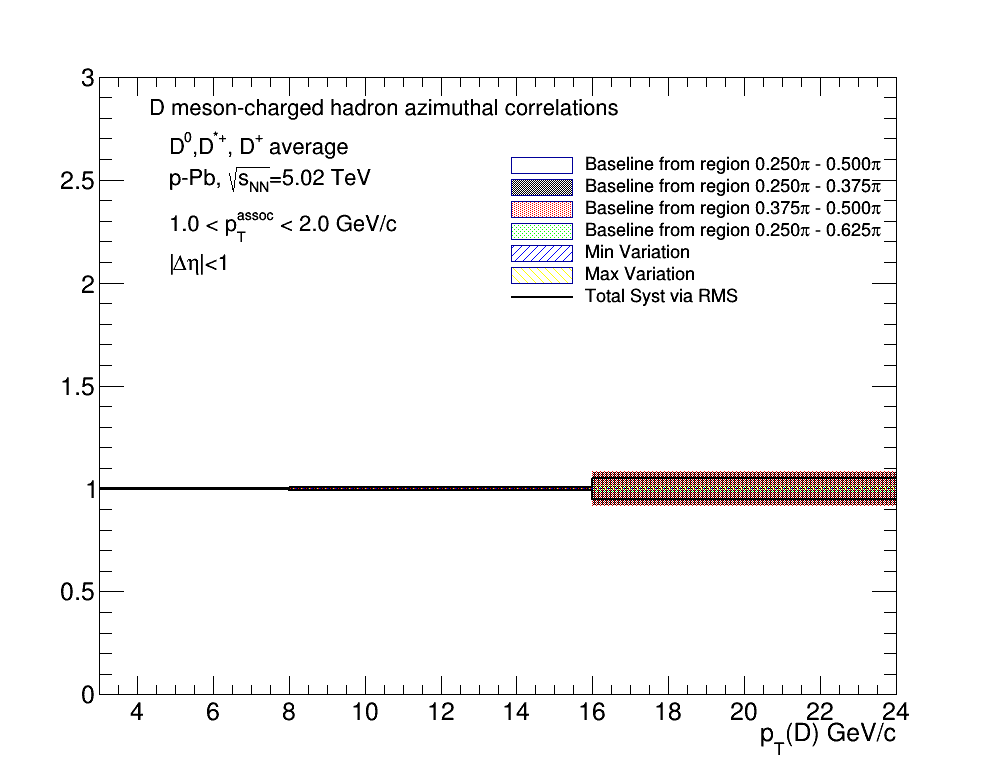 D meson-charged hadron azimuthal correlations
D⁰,D*⁺, D⁺ average
p-Pb, √s_NN=5.02 TeV
1.0 < p_T^assoc < 2.0 GeV/c
|Δη|<1
Baseline from region 0.250π - 0.500π
Baseline from region 0.250π - 0.375π
Baseline from region 0.375π - 0.500π
Baseline from region 0.250π - 0.625π
Min Variation
Max Variation
Total Syst via RMS
3
2.5
2
1.5
1
0.5
0
4 6 8 10 12 14 16 18 20 22 24
p_T(D) GeV/c